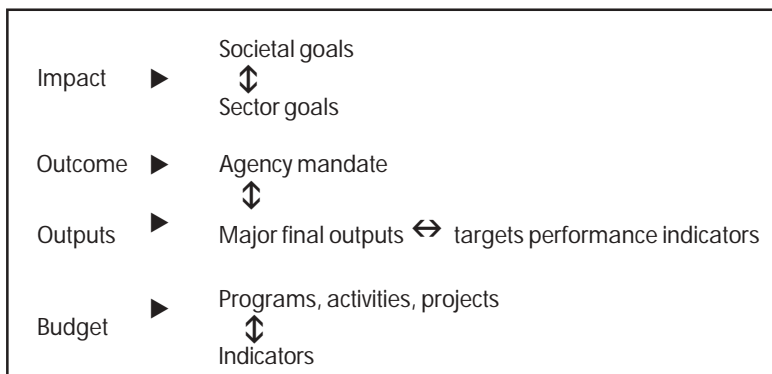 Societal goals
Impact ▶ ⇕
Sector goals
Outcome ▶ Agency mandate
⇕
Outputs ▶ Major final outputs ↔ targets performance indicators
Programs, activities, projects
Budget ▶ ⇕
Indicators